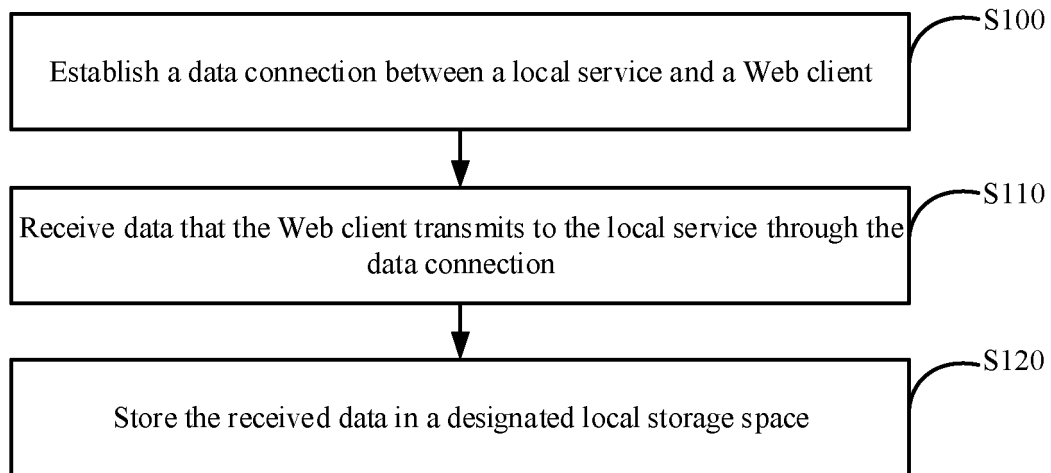 S100
Establish a data connection between a local service and a Web client
S110
Receive data that the Web client transmits to the local service through the
data connection
S120
Store the received data in a designated local storage space